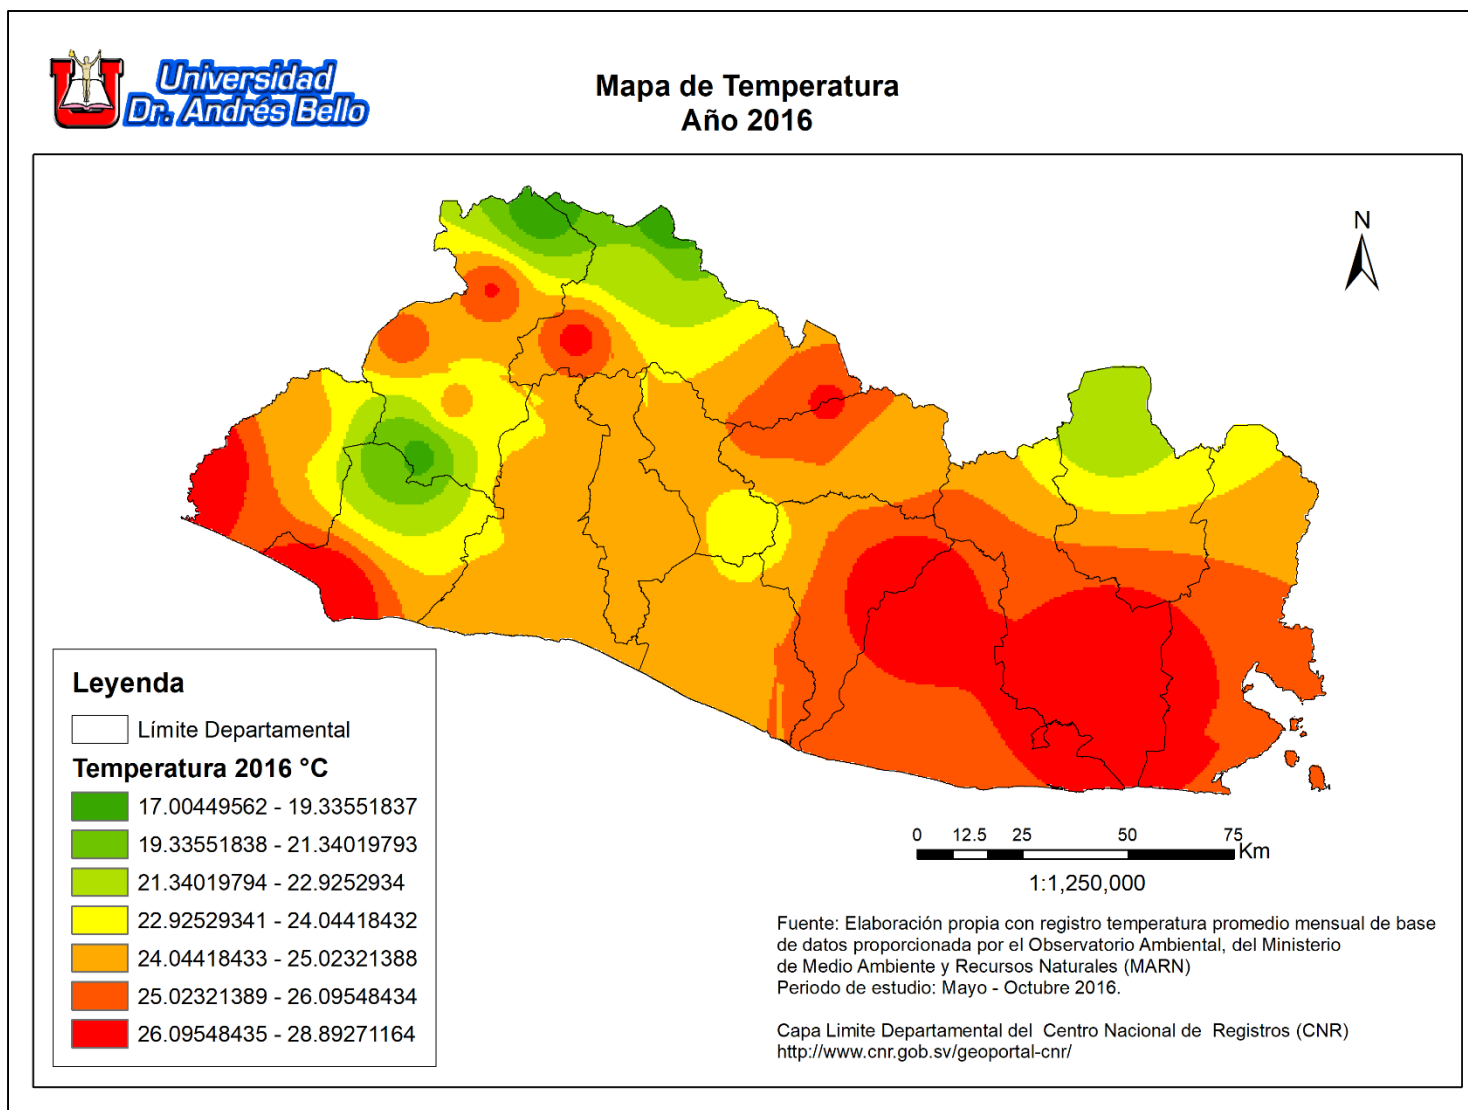 Universidad
Dr. Andrés Bello
Mapa de Temperatura
Año 2016
N
Leyenda
Límite Departamental
Temperatura 2016 °C
17.00449562 - 19.33551837
19.33551838 - 21.34019793
21.34019794 - 22.9252934
22.92529341 - 24.04418432
24.04418433 - 25.02321388
25.02321389 - 26.09548434
26.09548435 - 28.89271164
0 12.5 25 50 75
Km
1:1,250,000
Fuente: Elaboración propia con registro temperatura promedio mensual de base
de datos proporcionada por el Observatorio Ambiental, del Ministerio
de Medio Ambiente y Recursos Naturales (MARN)
Periodo de estudio: Mayo - Octubre 2016.
Capa Limite Departamental del Centro Nacional de Registros (CNR)
http://www.cnr.gob.sv/geoportal-cnr/